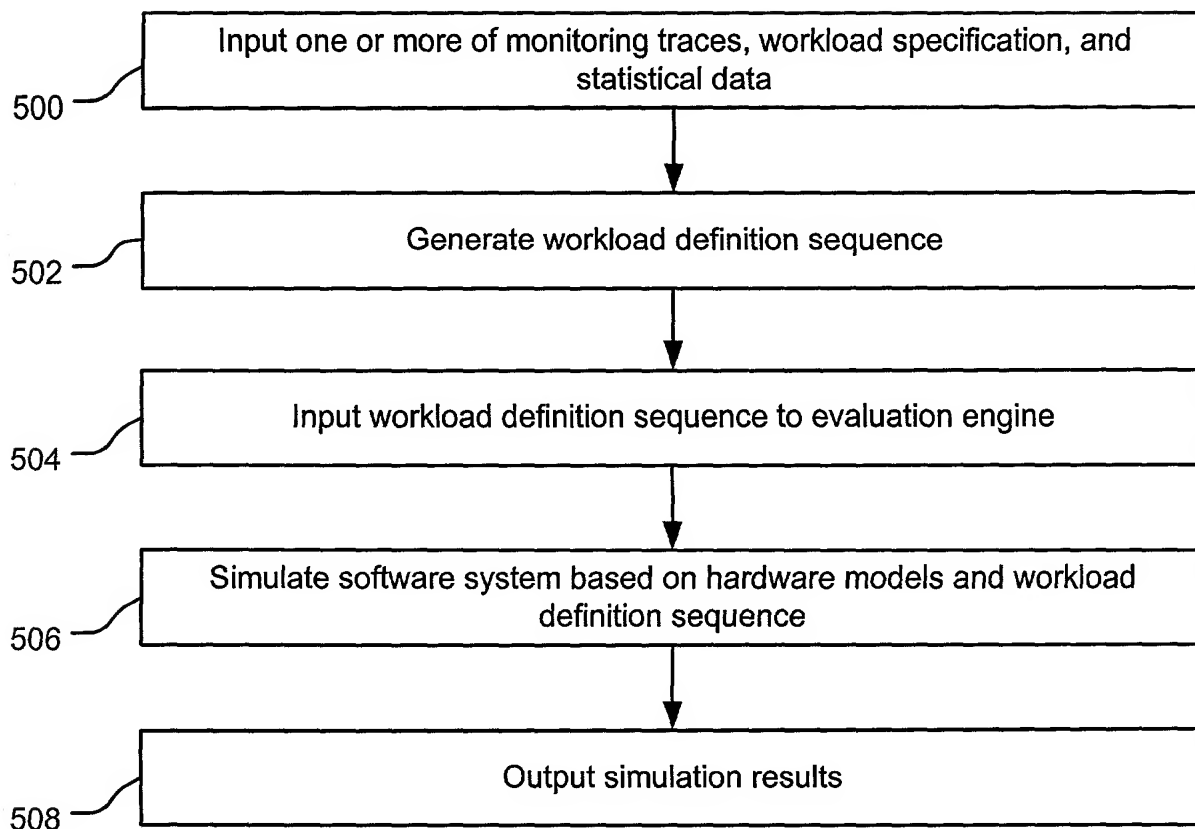 Input one or more of monitoring traces, workload specification, and
statistical data
500
Generate workload definition sequence
502
Input workload definition sequence to evaluation engine
504
Simulate software system based on hardware models and workload
definition sequence
506
Output simulation results
508